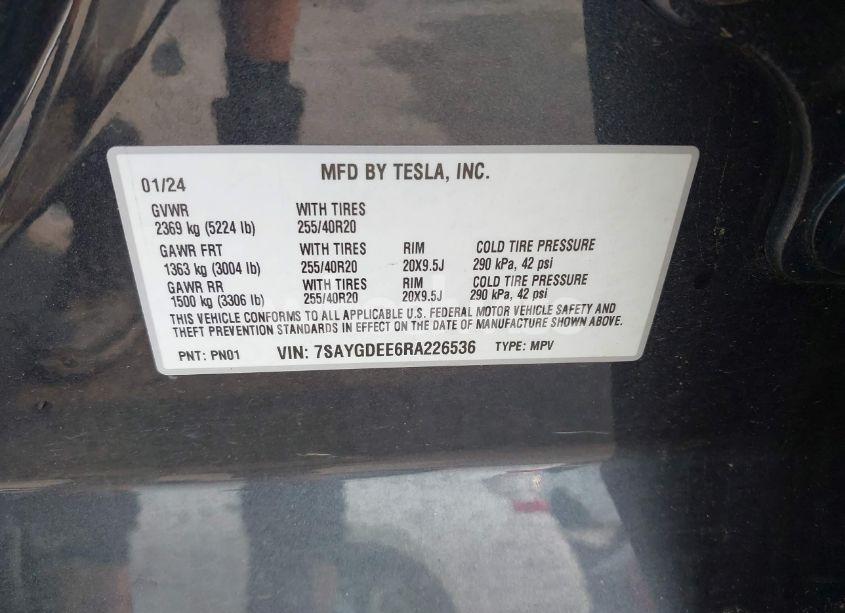 01/24 MFD BY TESLA, INC.
GVWR WITH TIRES
2369 kg (5224 lb) 255/40R20
GAWR FRT WITH TIRES RIM COLD TIRE PRESSURE
1363 kg (3004 lb) 255/40R20 20X9.5J 290 kPa, 42 psi
GAWR RR WITH TIRES RIM COLD TIRE PRESSURE
1500 kg (3306 lb) 255/40R20 20X9.5J 290 kPa, 42 psi
THIS VEHICLE CONFORMS TO ALL APPLICABLE U.S. FEDERAL MOTOR VEHICLE SAFETY AND
THEFT PREVENTION STANDARDS IN EFFECT ON THE DATE OF MANUFACTURE SHOWN ABOVE.
PNT: PN01 VIN: 7SAYGDEE6RA226536 TYPE: MPV